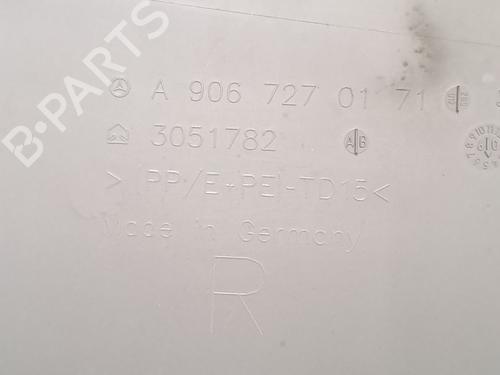 A 906 727 01 71
3051782 A G
> PP/E+PE-TD15<
Made in Germany
R
B-PARTS